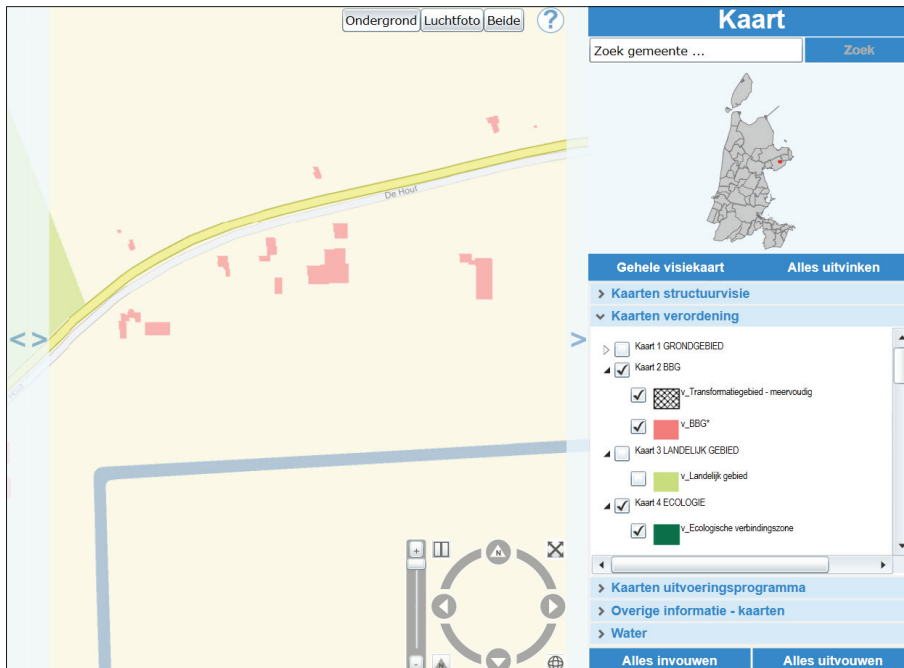 Ondergrond Luchtfoto Beide ?
Kaart
Zoek gemeente ... Zoek
De Hout
Gehele visiekaart Alles uitvinken
> Kaarten structuurvisie
Kaarten verordening
< > >
Kaart 1 GRONDGEBIED
Kaart 2 BBG
v_Transformatiegebied - meervoudig
v_BBG*
Kaart 3 LANDELIJK GEBIED
v_Landelijk gebied
Kaart 4 ECOLOGIE
v_Ecologische verbindingszone
+
N
> Kaarten uitvoeringsprogramma
> Overige informatie - kaarten
> Water
-
Alles invouwen Alles uitvouwen